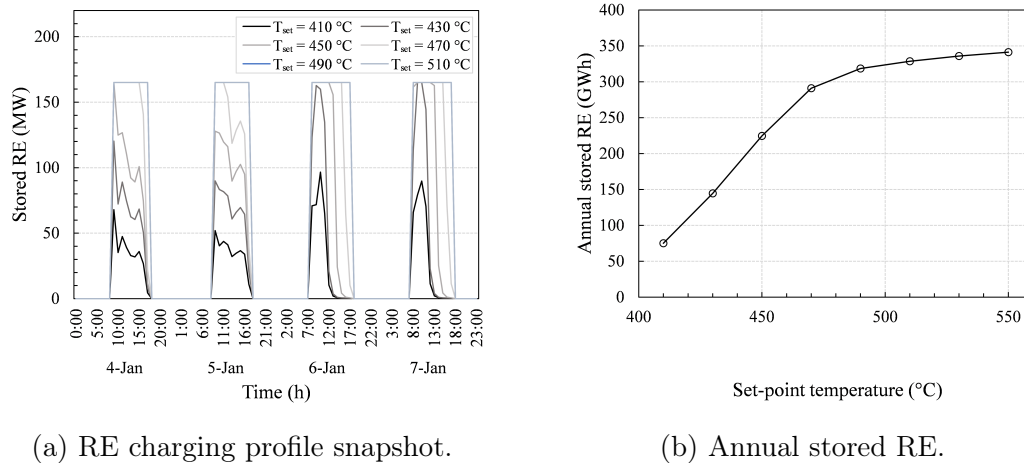 Stored RE (MW)
200
150
100
50
0
T_set = 410 °C T_set = 430 °C
T_set = 450 °C T_set = 470 °C
T_set = 490 °C T_set = 510 °C
0:00 5:00 10:00 15:00 20:00 1:00 6:00 11:00 16:00 21:00 2:00 7:00 12:00 17:00 22:00 3:00 8:00 13:00 18:00 23:00
4-Jan 5-Jan 6-Jan 7-Jan
Time (h)
(a) RE charging profile snapshot.
Annual stored RE (GWh)
400
350
300
250
200
150
100
50
0
400 450 500 550
Set-point temperature (°C)
(b) Annual stored RE.